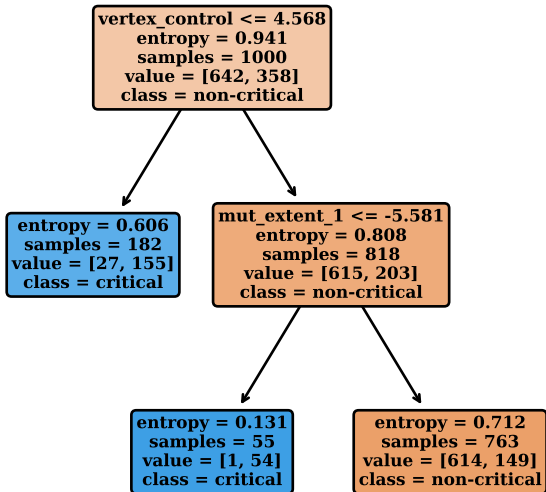 vertex_control <= 4.568
entropy = 0.941
samples = 1000
value = [642, 358]
class = non-critical
entropy = 0.606
samples = 182
value = [27, 155]
class = critical
mut_extent_1 <= -5.581
entropy = 0.808
samples = 818
value = [615, 203]
class = non-critical
entropy = 0.131
samples = 55
value = [1, 54]
class = critical
entropy = 0.712
samples = 763
value = [614, 149]
class = non-critical